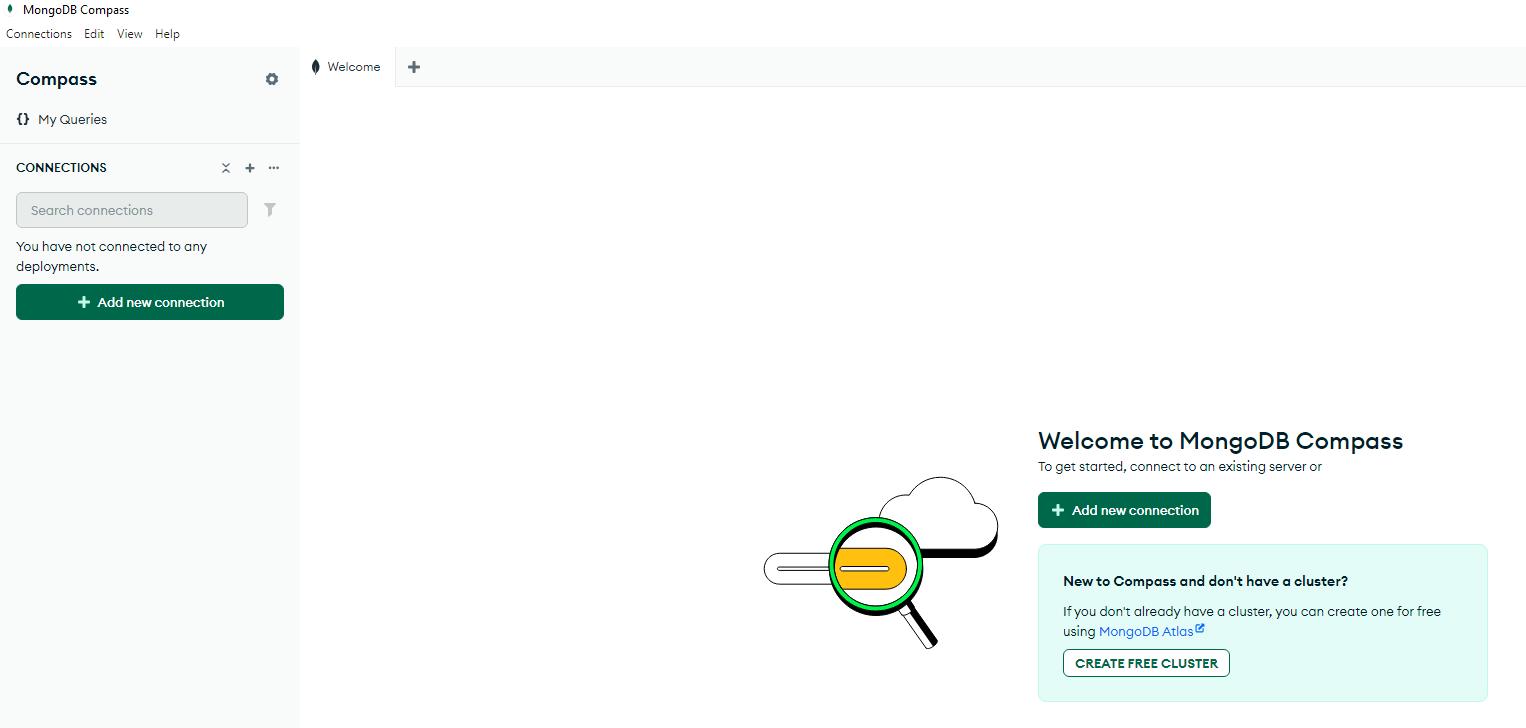 MongoDB Compass
Connections Edit View Help
Compass
{} My Queries
CONNECTIONS
Search connections
You have not connected to any
deployments.
Add new connection
Welcome
Welcome to MongoDB Compass
To get started, connect to an existing server or
Add new connection
New to Compass and don't have a cluster?
If you don't already have a cluster, you can create one for free
using MongoDB Atlas
CREATE FREE CLUSTER